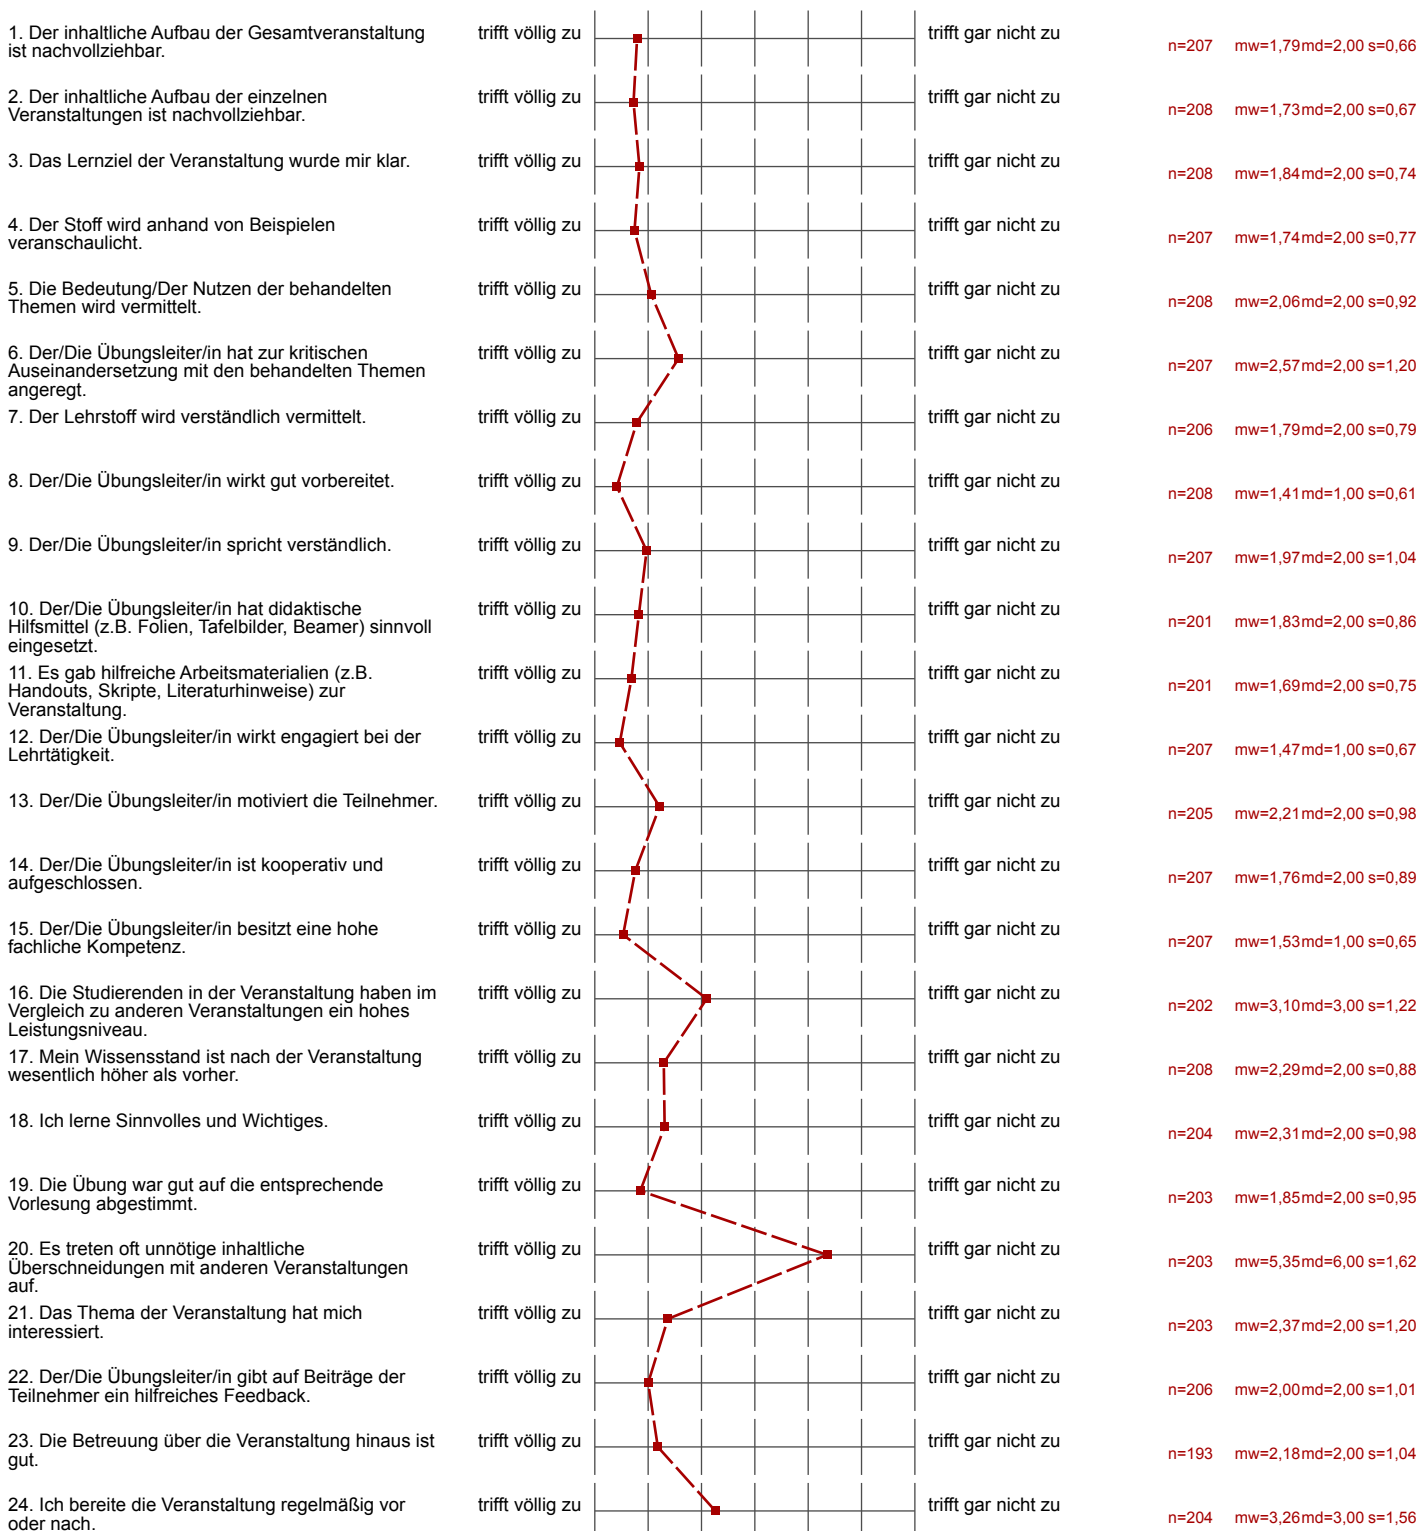 1. Der inhaltliche Aufbau der Gesamtveranstaltung
ist nachvollziehbar.
trifft völlig zu
trifft gar nicht zu
n=207 mw=1,79 md=2,00 s=0,66
2. Der inhaltliche Aufbau der einzelnen
Veranstaltungen ist nachvollziehbar.
trifft völlig zu
trifft gar nicht zu
n=208 mw=1,73 md=2,00 s=0,67
3. Das Lernziel der Veranstaltung wurde mir klar.
trifft völlig zu
trifft gar nicht zu
n=208 mw=1,84 md=2,00 s=0,74
4. Der Stoff wird anhand von Beispielen
veranschaulicht.
trifft völlig zu
trifft gar nicht zu
n=207 mw=1,74 md=2,00 s=0,77
5. Die Bedeutung/Der Nutzen der behandelten
Themen wird vermittelt.
trifft völlig zu
trifft gar nicht zu
n=208 mw=2,06 md=2,00 s=0,92
6. Der/Die Übungsleiter/in hat zur kritischen
Auseinandersetzung mit den behandelten Themen
angeregt.
trifft völlig zu
trifft gar nicht zu
n=207 mw=2,57 md=2,00 s=1,20
7. Der Lehrstoff wird verständlich vermittelt.
trifft völlig zu
trifft gar nicht zu
n=206 mw=1,79 md=2,00 s=0,79
8. Der/Die Übungsleiter/in wirkt gut vorbereitet.
trifft völlig zu
trifft gar nicht zu
n=208 mw=1,41 md=1,00 s=0,61
9. Der/Die Übungsleiter/in spricht verständlich.
trifft völlig zu
trifft gar nicht zu
n=207 mw=1,97 md=2,00 s=1,04
10. Der/Die Übungsleiter/in hat didaktische
Hilfsmittel (z.B. Folien, Tafelbilder, Beamer) sinnvoll
eingesetzt.
trifft völlig zu
trifft gar nicht zu
n=201 mw=1,83 md=2,00 s=0,86
11. Es gab hilfreiche Arbeitsmaterialien (z.B.
Handouts, Skripte, Literaturhinweise) zur
Veranstaltung.
trifft völlig zu
trifft gar nicht zu
n=201 mw=1,69 md=2,00 s=0,75
12. Der/Die Übungsleiter/in wirkt engagiert bei der
Lehrtätigkeit.
trifft völlig zu
trifft gar nicht zu
n=207 mw=1,47 md=1,00 s=0,67
13. Der/Die Übungsleiter/in motiviert die Teilnehmer.
trifft völlig zu
trifft gar nicht zu
n=205 mw=2,21 md=2,00 s=0,98
14. Der/Die Übungsleiter/in ist kooperativ und
aufgeschlossen.
trifft völlig zu
trifft gar nicht zu
n=207 mw=1,76 md=2,00 s=0,89
15. Der/Die Übungsleiter/in besitzt eine hohe
fachliche Kompetenz.
trifft völlig zu
trifft gar nicht zu
n=207 mw=1,53 md=1,00 s=0,65
16. Die Studierenden in der Veranstaltung haben im
Vergleich zu anderen Veranstaltungen ein hohes
Leistungsniveau.
trifft völlig zu
trifft gar nicht zu
n=202 mw=3,10 md=3,00 s=1,22
17. Mein Wissensstand ist nach der Veranstaltung
wesentlich höher als vorher.
trifft völlig zu
trifft gar nicht zu
n=208 mw=2,29 md=2,00 s=0,88
18. Ich lerne Sinnvolles und Wichtiges.
trifft völlig zu
trifft gar nicht zu
n=204 mw=2,31 md=2,00 s=0,98
19. Die Übung war gut auf die entsprechende
Vorlesung abgestimmt.
trifft völlig zu
trifft gar nicht zu
n=203 mw=1,85 md=2,00 s=0,95
20. Es treten oft unnötige inhaltliche
Überschneidungen mit anderen Veranstaltungen
auf.
trifft völlig zu
trifft gar nicht zu
n=203 mw=5,35 md=6,00 s=1,62
21. Das Thema der Veranstaltung hat mich
interessiert.
trifft völlig zu
trifft gar nicht zu
n=203 mw=2,37 md=2,00 s=1,20
22. Der/Die Übungsleiter/in gibt auf Beiträge der
Teilnehmer ein hilfreiches Feedback.
trifft völlig zu
trifft gar nicht zu
n=206 mw=2,00 md=2,00 s=1,01
23. Die Betreuung über die Veranstaltung hinaus ist
gut.
trifft völlig zu
trifft gar nicht zu
n=193 mw=2,18 md=2,00 s=1,04
24. Ich bereite die Veranstaltung regelmäßig vor
oder nach.
trifft völlig zu
trifft gar nicht zu
n=204 mw=3,26 md=3,00 s=1,56